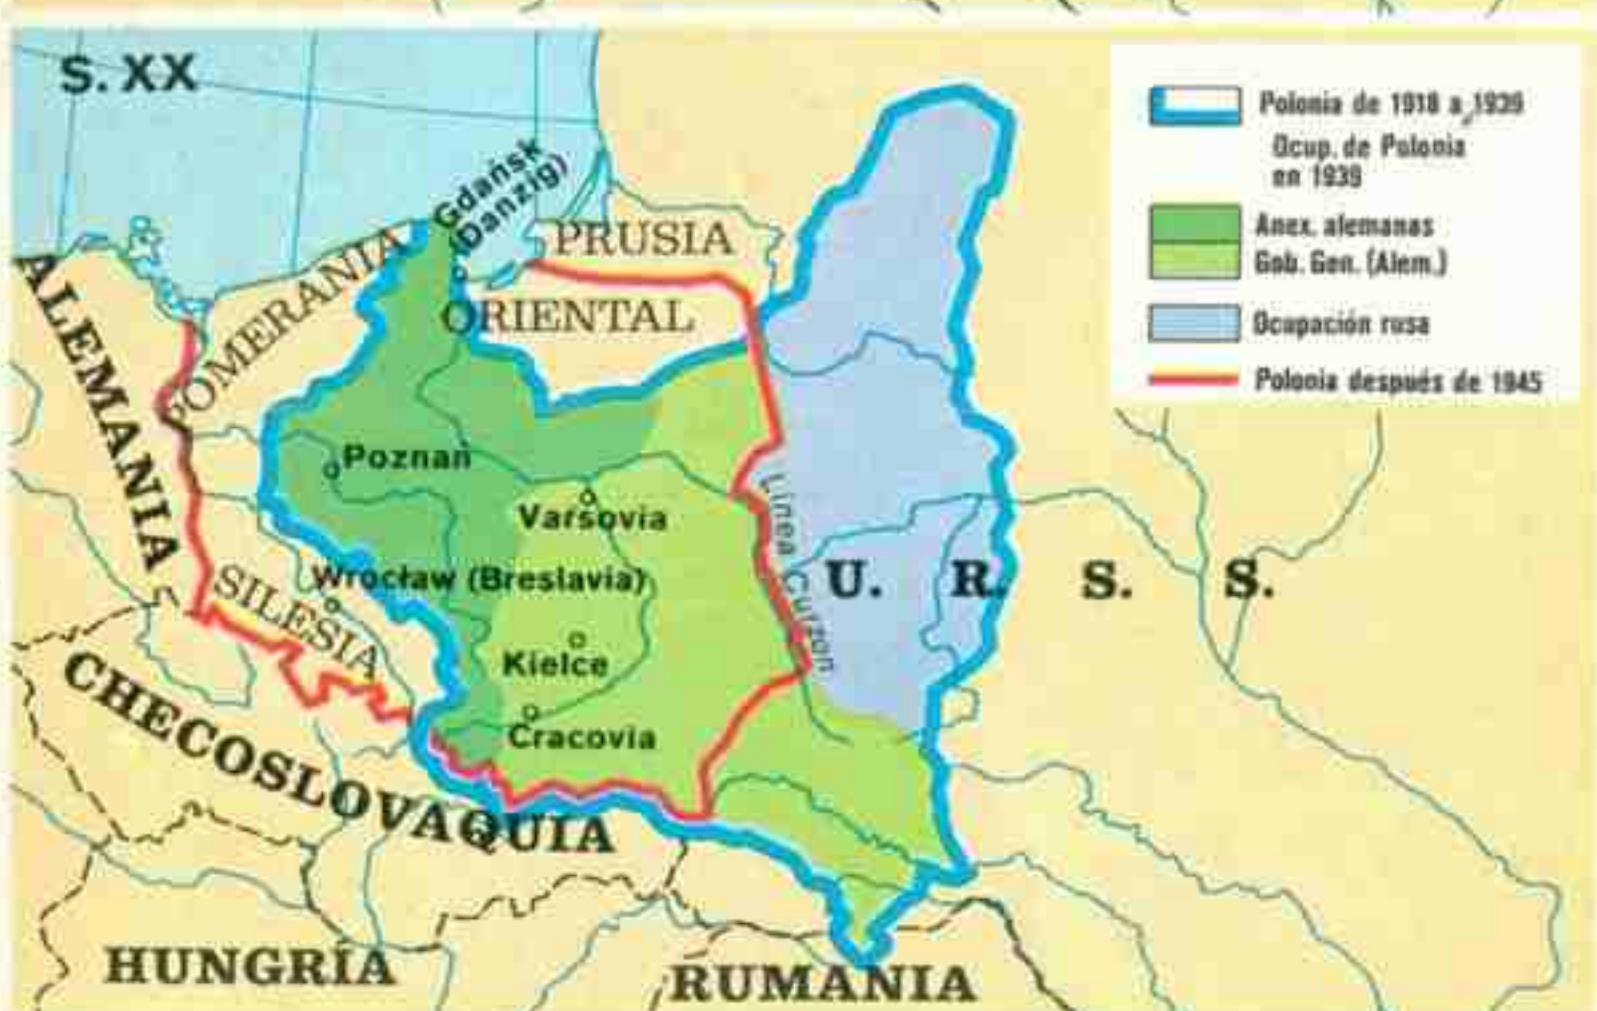 S. XX
Polonia de 1918 a 1939
Ocup. de Polonia
en 1939
Anex. alemanas
Gob. Gen. (Alem.)
Ocupación rusa
Polonia después de 1945
Gdańsk
(Danzig)
PRUSIA
ORIENTAL
POMERANIA
ALEMANIA
Poznań
Varsovia
Línea Curzon
Wrocław (Breslavia)
SILESIA
U. R. S. S.
Kielce
Cracovia
CHECOSLOVAQUIA
HUNGRÍA
RUMANIA